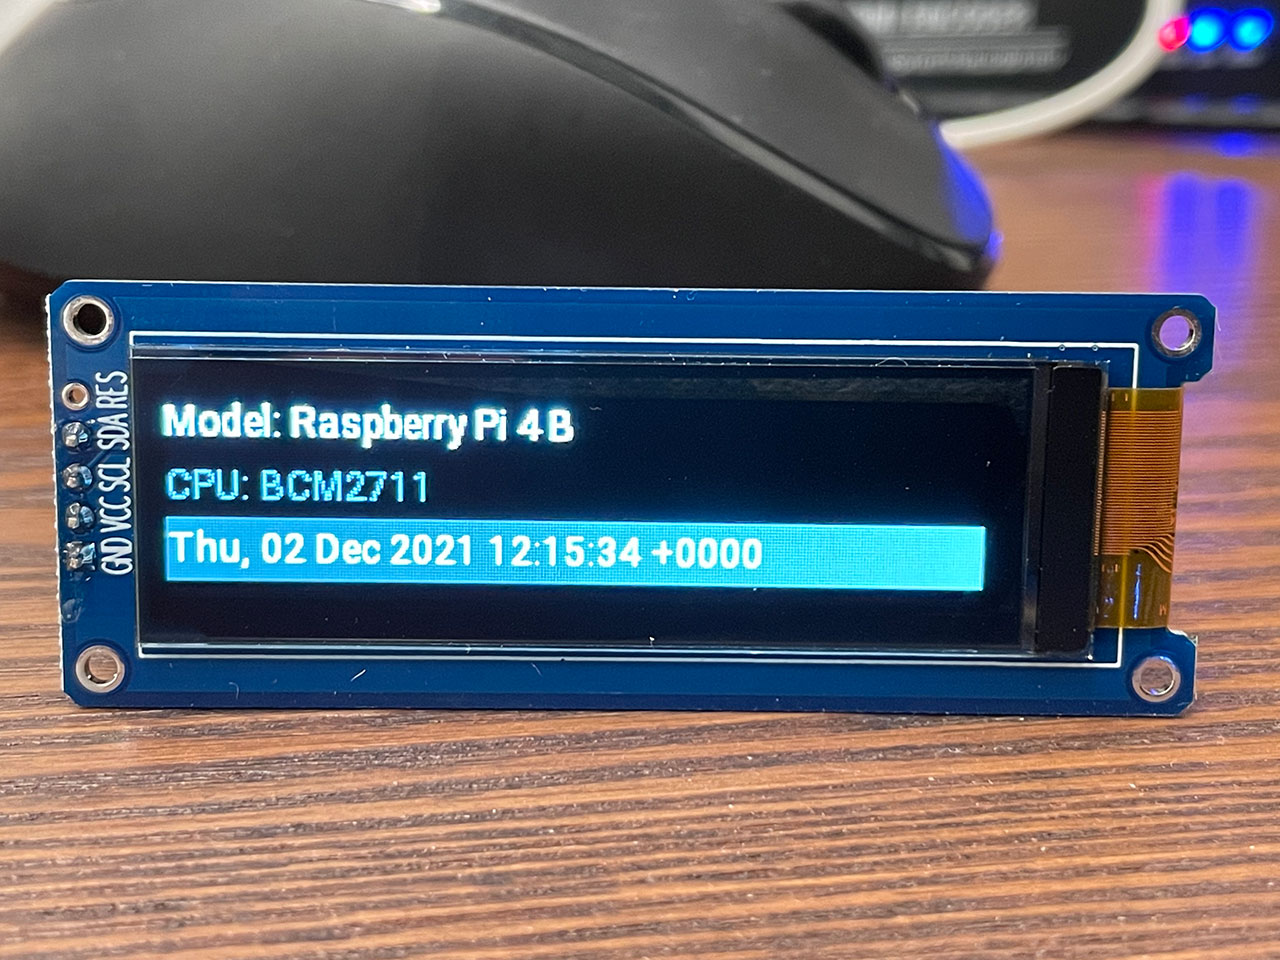 Model: Raspberry Pi 4 B
CPU: BCM2711
Thu, 02 Dec 2021 12:15:34 +0000
GND VCC SCL SDA RES